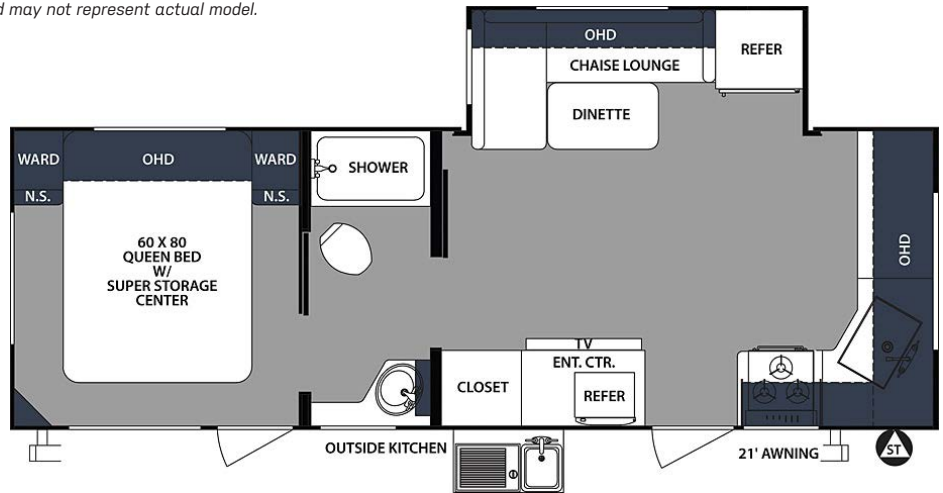 d may not represent actual model.
OHD
REFER
CHAISE LOUNGE
DINETTE
WARD
OHD
WARD
SHOWER
N.S.
N.S.
60 X 80
QUEEN BED
W/
SUPER STORAGE
CENTER
OHD
TV
ENT. CTR.
CLOSET
REFER
OUTSIDE KITCHEN
21' AWNING
ST